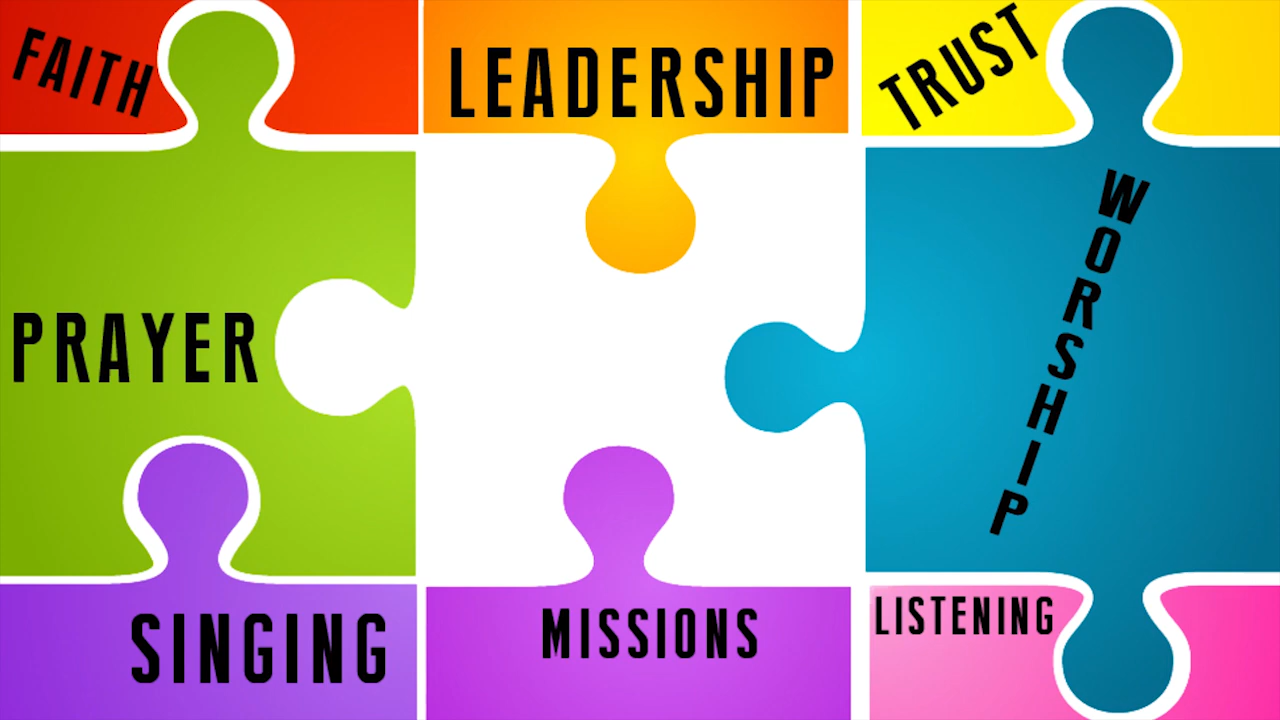 FAITH
LEADERSHIP
TRUST
PRAYER
WORSHIP
SINGING
MISSIONS
LISTENING